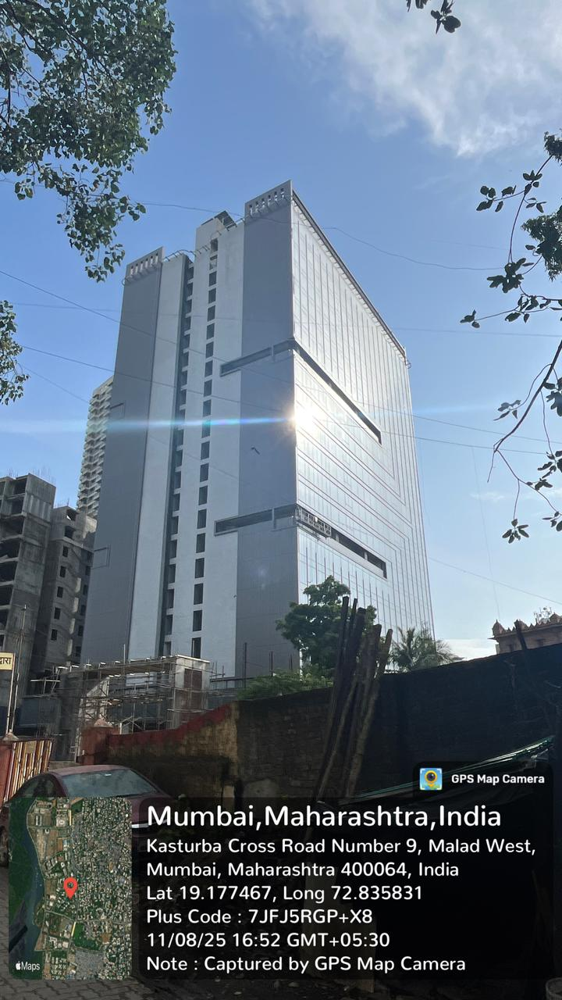 द्वारा
GPS Map Camera
Mumbai,Maharashtra,India
Kasturba Cross Road Number 9, Malad West,
Mumbai, Maharashtra 400064, India
Lat 19.177467, Long 72.835831
Plus Code : 7JFJ5RGP+X8
11/08/25 16:52 GMT+05:30
Note : Captured by GPS Map Camera
Maps